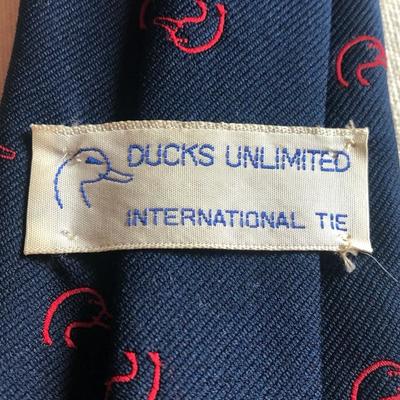 DUCKS UNLIMITED
INTERNATIONAL TIE